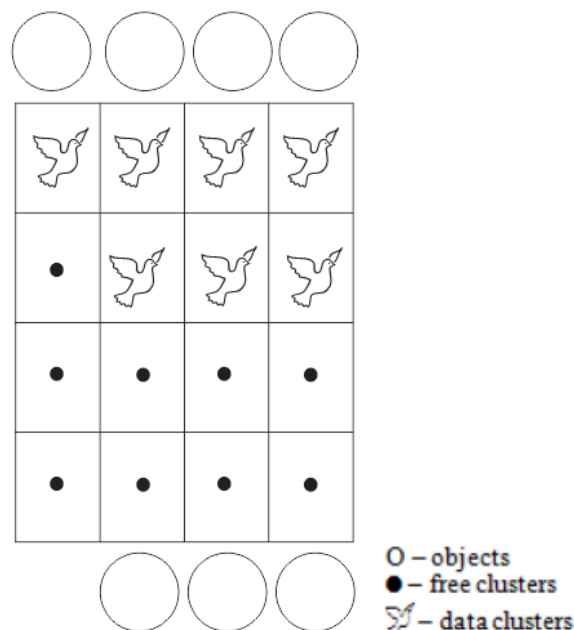 O – objects
● – free clusters
– data clusters